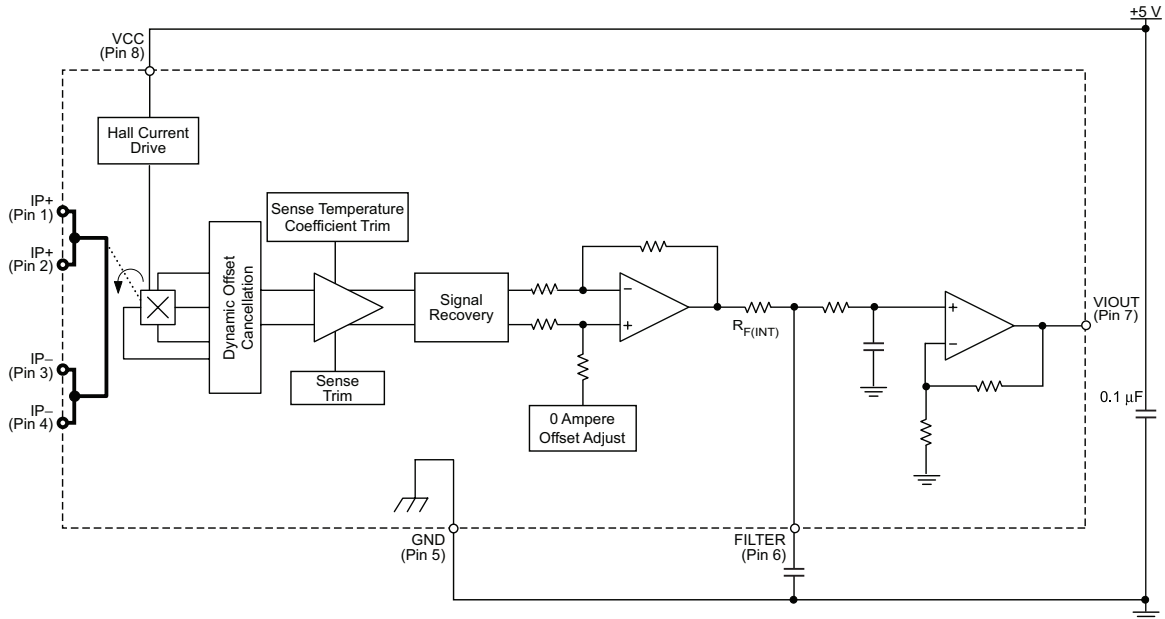 +5 V
VCC
(Pin 8)
Hall Current
Drive
IP+
(Pin 1)
IP+
(Pin 2)
IP−
(Pin 3)
IP−
(Pin 4)
Dynamic Offset
Cancellation
Sense Temperature
Coefficient Trim
Sense
Trim
Signal
Recovery
0 Ampere
Offset Adjust
RF(INT)
VIOUT
(Pin 7)
0.1 μF
GND
(Pin 5)
FILTER
(Pin 6)
+
−
−
+